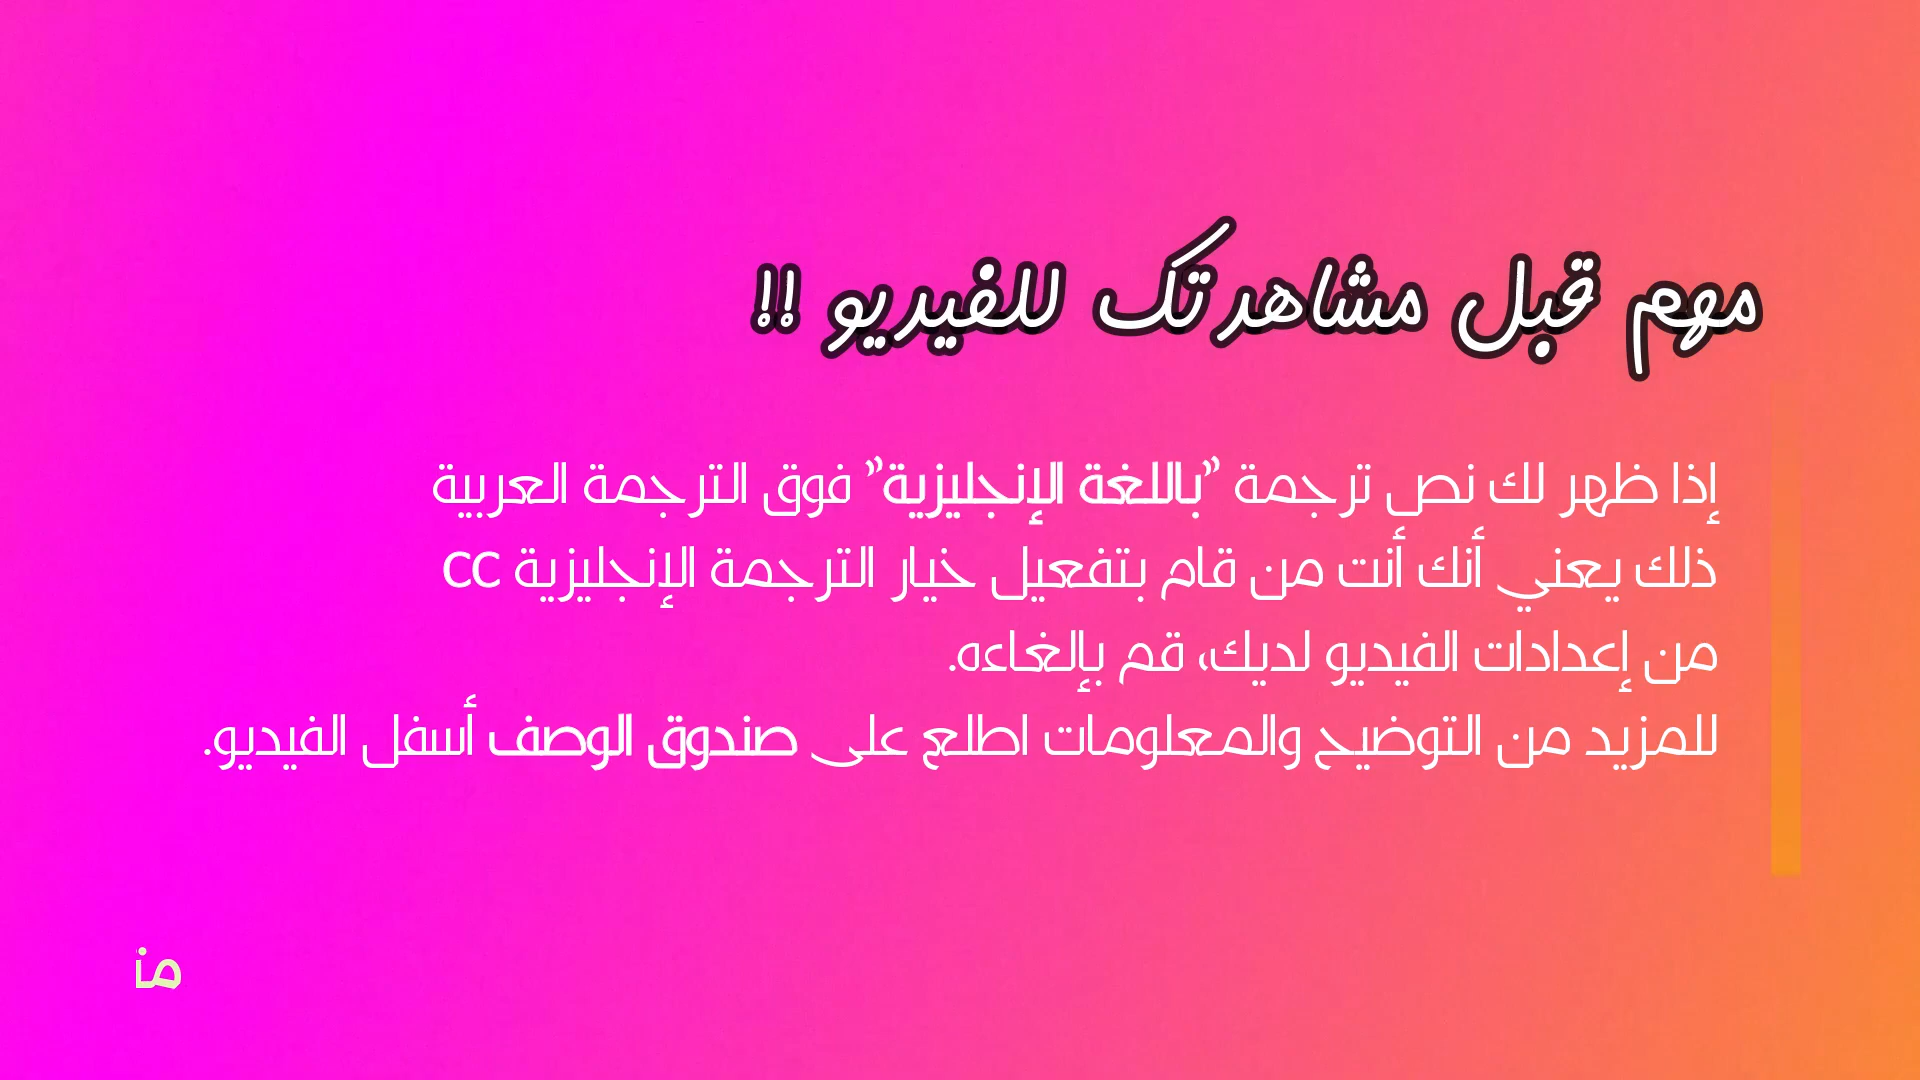 مهم قبل مشاهدتك للفيديو !!
إذا ظهر لك نص ترجمة "باللغة الإنجليزية" فوق الترجمة العربية
ذلك يعني أنك أنت من قام بتفعيل خيار الترجمة الإنجليزية CC
من إعدادات الفيديو لديك، قم بإلغاءه.
للمزيد من التوضيح والمعلومات اطلع على صندوق الوصف أسفل الفيديو.